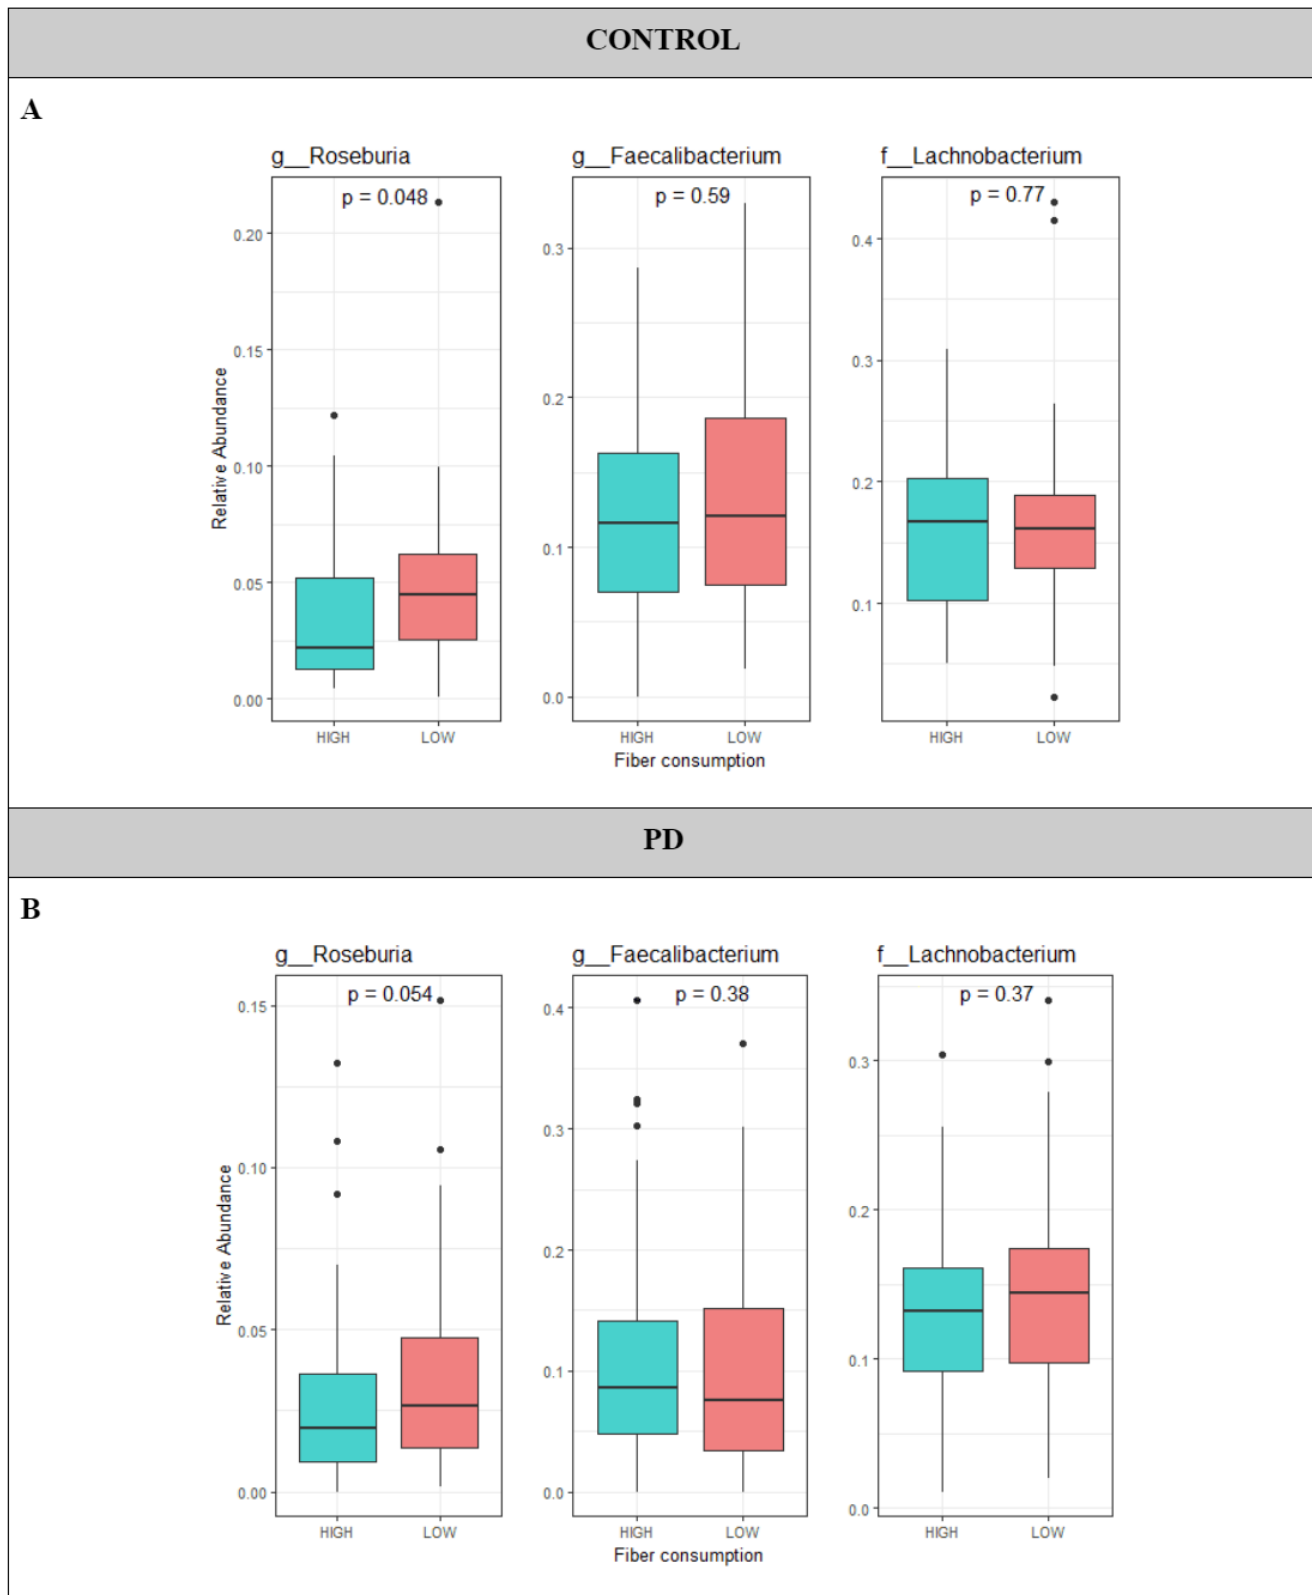 CONTROL
A
g__Roseburia
g__Faecalibacterium
f__Lachnobacterium
p = 0.048
p = 0.59
p = 0.77
Relative Abundance
0.20
0.15
0.10
0.05
0.00
0.3
0.2
0.1
0.0
0.4
0.3
0.2
0.1
HIGH
LOW
HIGH
LOW
HIGH
LOW
Fiber consumption
PD
B
g__Roseburia
g__Faecalibacterium
f__Lachnobacterium
p = 0.054
p = 0.38
p = 0.37
Relative Abundance
0.15
0.10
0.05
0.00
0.4
0.3
0.2
0.1
0.0
0.3
0.2
0.1
0.0
HIGH
LOW
HIGH
LOW
HIGH
LOW
Fiber consumption